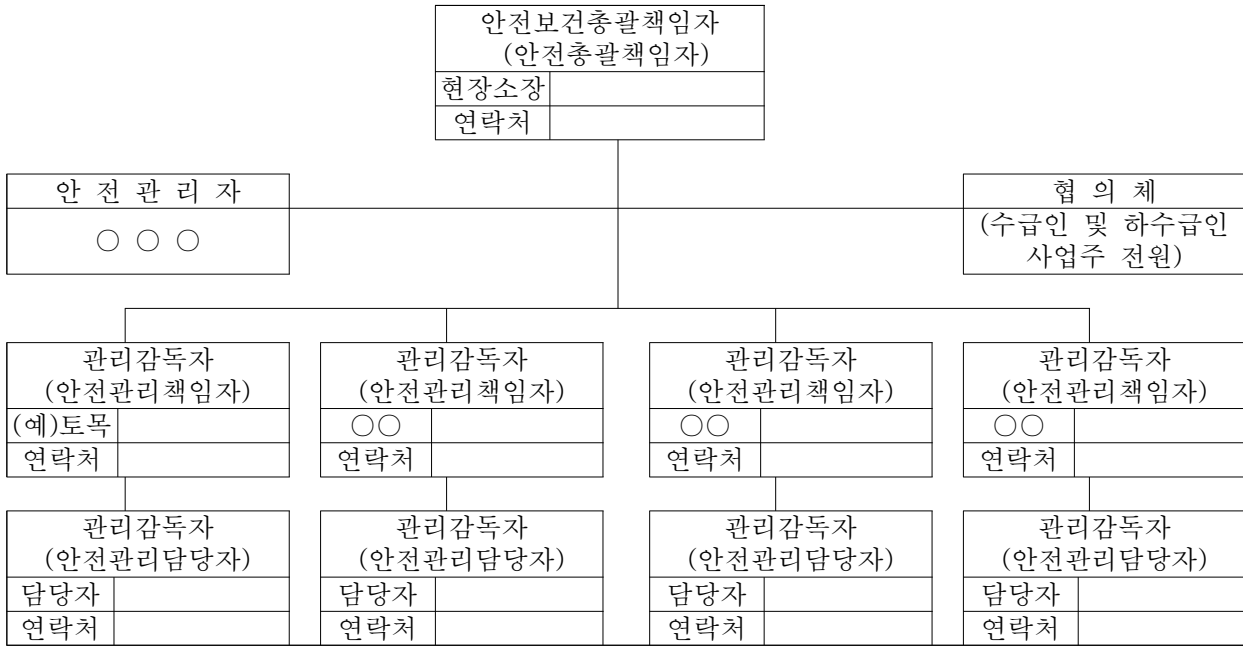 안전보건총괄책임자
(안전총괄책임자)
현장소장
연락처
안 전 관 리 자
○ ○ ○
협 의 체
(수급인 및 하수급인
사업주 전원)
관리감독자
(안전관리책임자)
(예)토목
연락처
관리감독자
(안전관리책임자)
○○
연락처
관리감독자
(안전관리책임자)
○○
연락처
관리감독자
(안전관리책임자)
○○
연락처
관리감독자
(안전관리담당자)
담당자
연락처
관리감독자
(안전관리담당자)
담당자
연락처
관리감독자
(안전관리담당자)
담당자
연락처
관리감독자
(안전관리담당자)
담당자
연락처